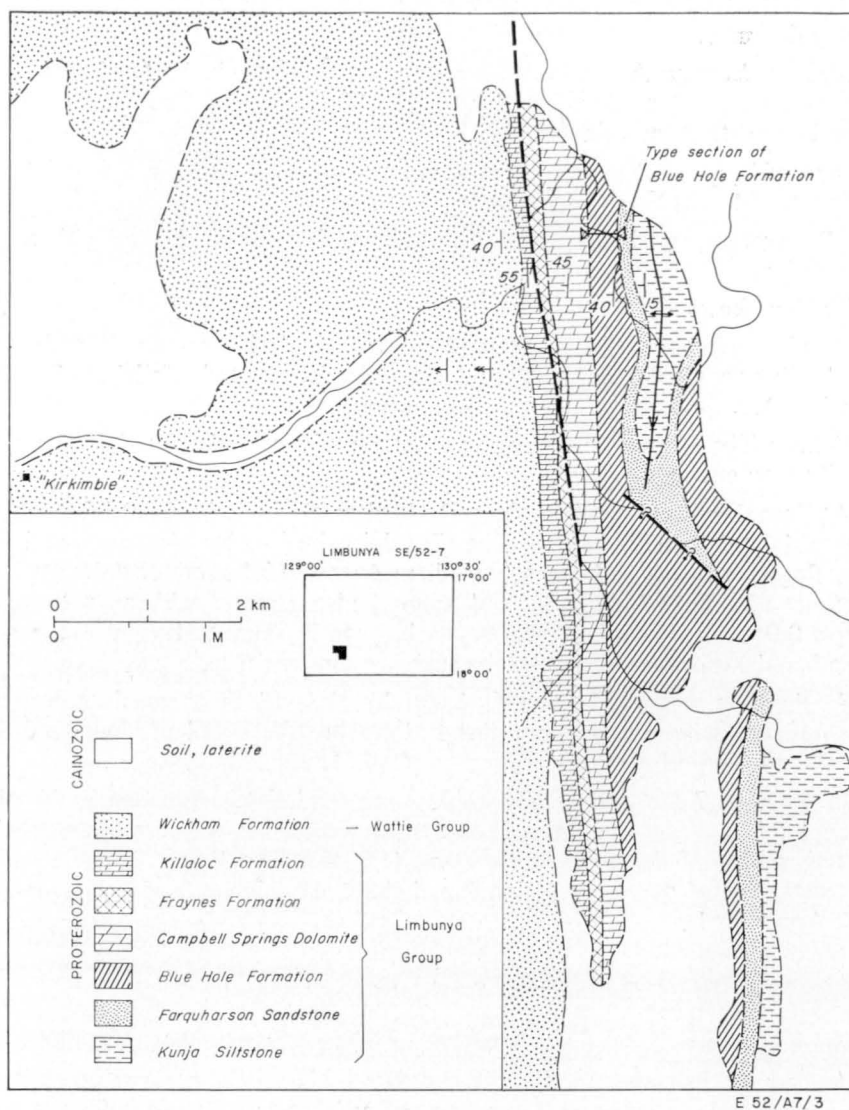 Type section of
Blue Hole Formation
40
55
45
40
15
"Kirkimbie"
?
?
LIMBUNYA SE/52-7
129°00'
130°30'
17°00'
18°00'
0 1 2 km
0 1 M
CAINOZOIC
Soil, laterite
PROTEROZOIC
Wickham Formation — Wattie Group
Killaloc Formation
Fraynes Formation
Campbell Springs Dolomite
Limbunya
Group
Blue Hole Formation
Farquharson Sandstone
Kunja Siltstone
E 52/A7/3